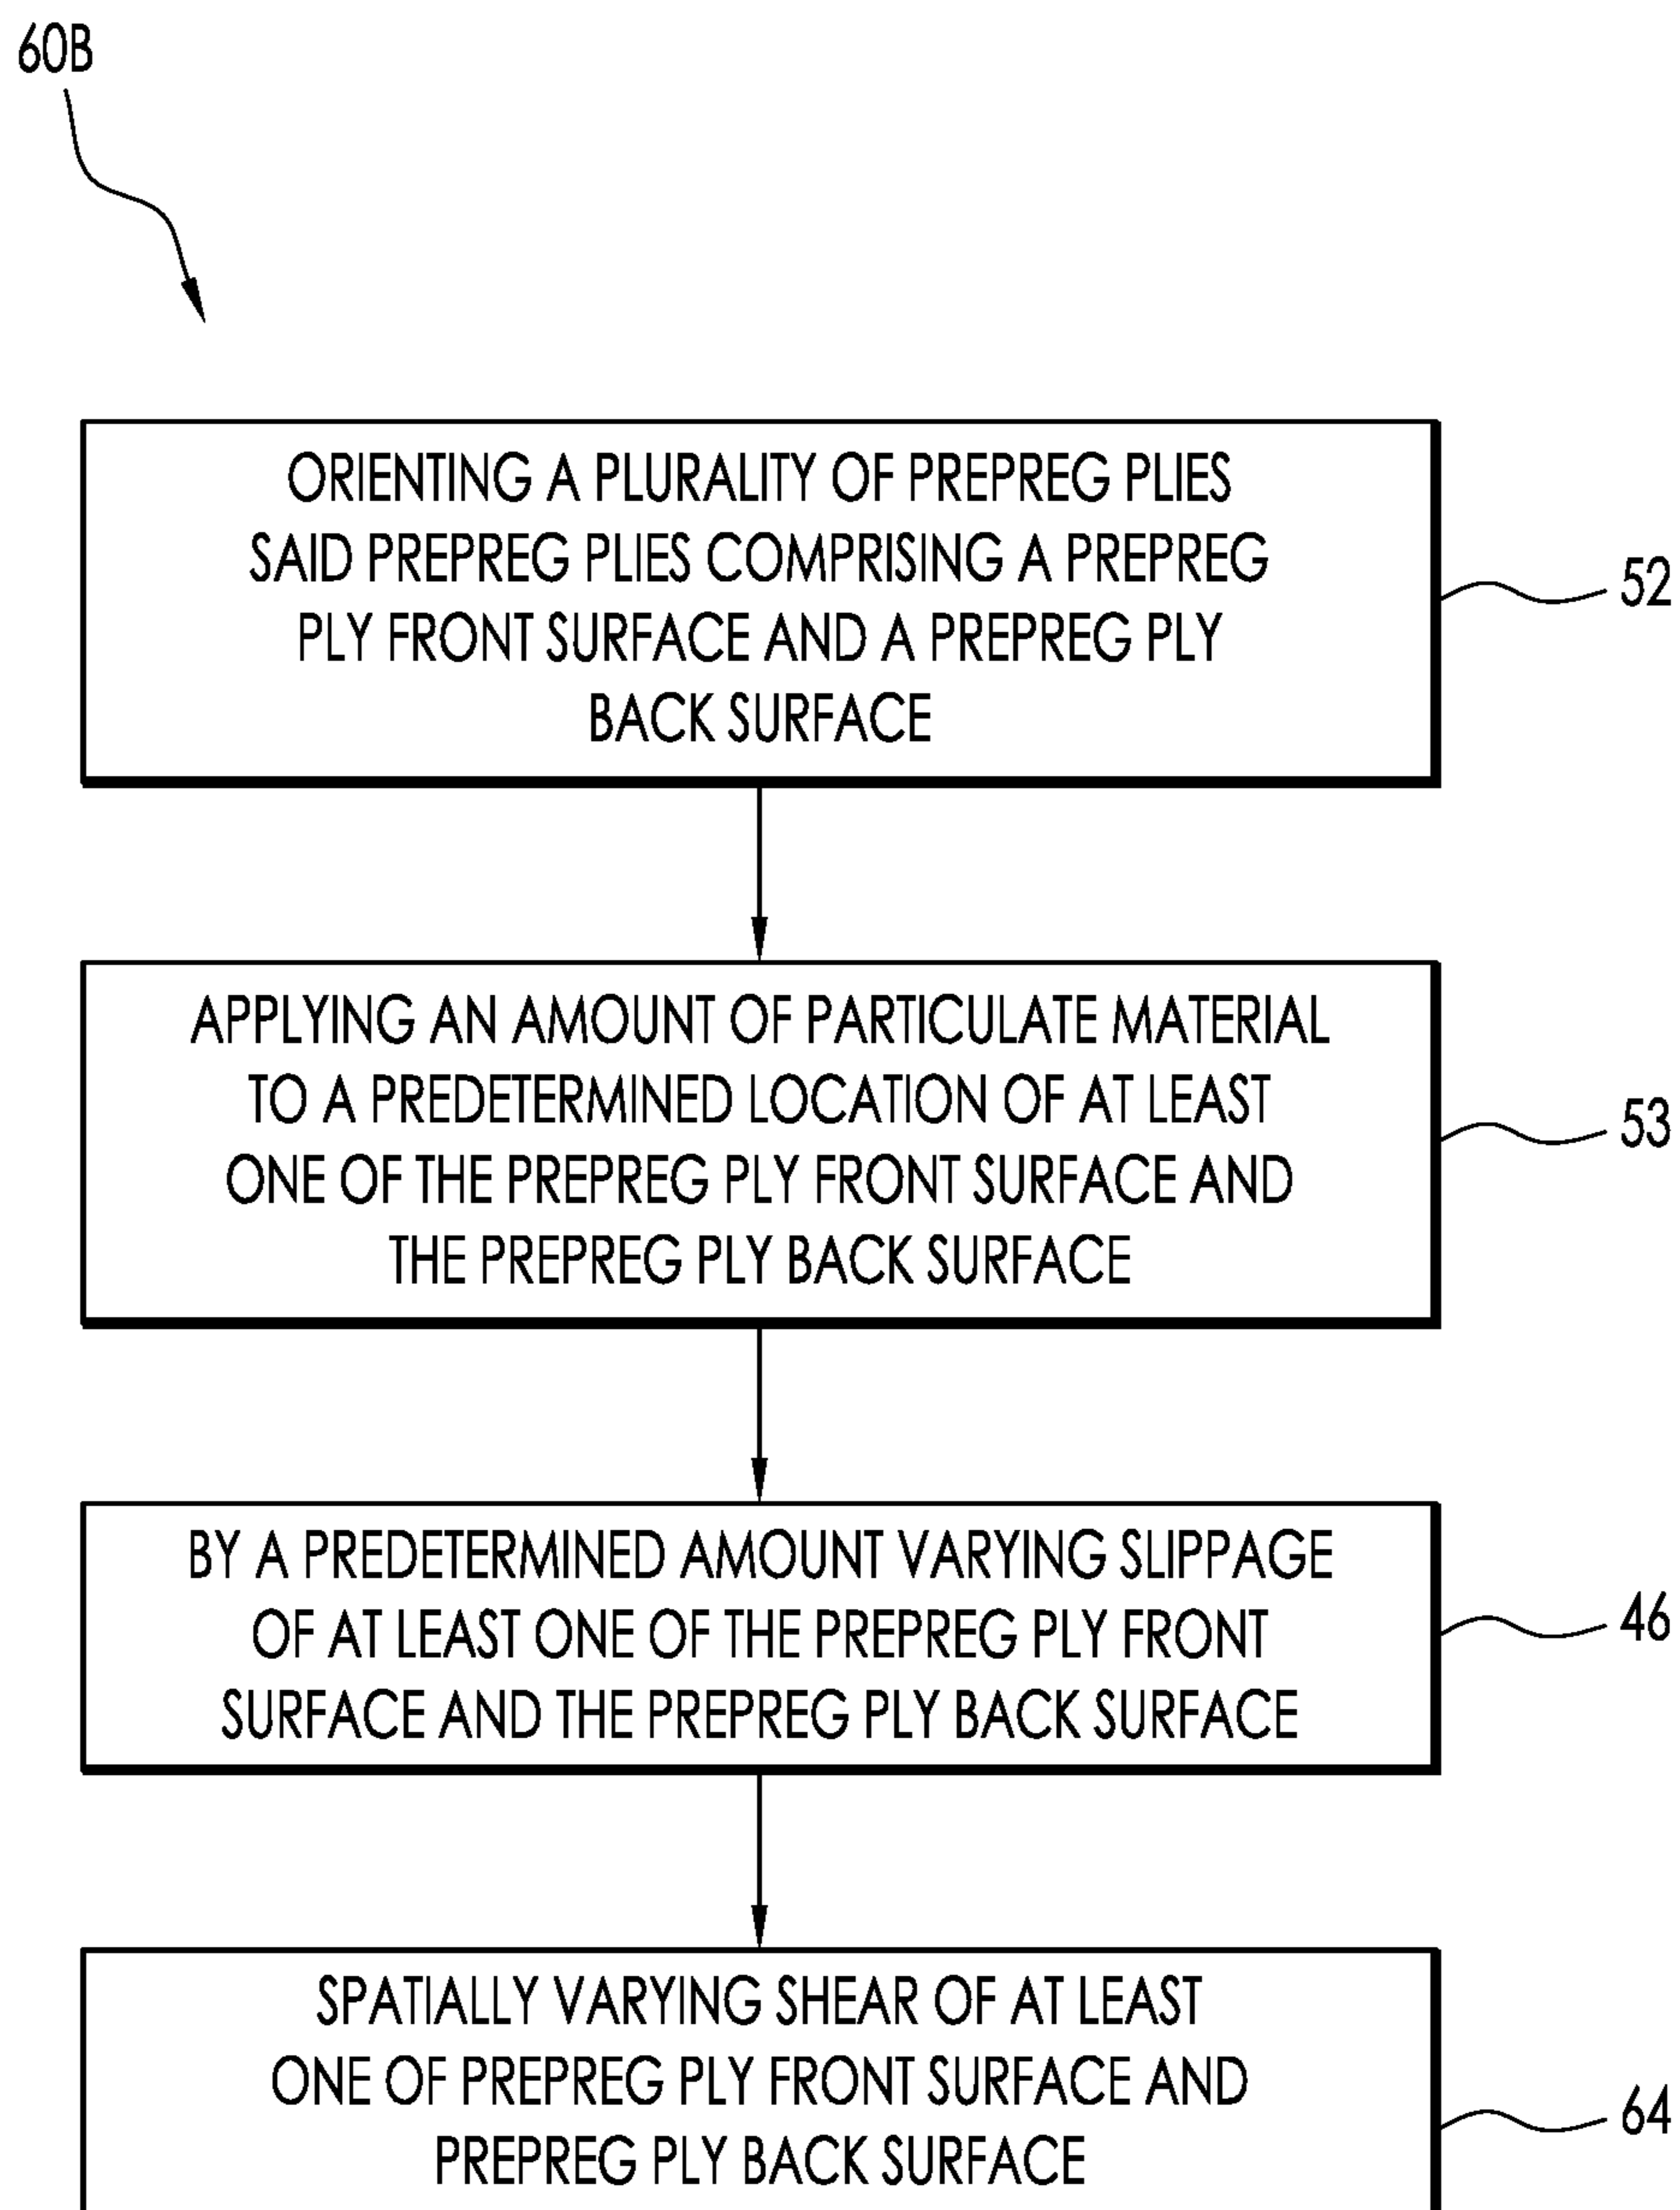 60B
ORIENTING A PLURALITY OF PREPREG PLIES
SAID PREPREG PLIES COMPRISING A PREPREG
PLY FRONT SURFACE AND A PREPREG PLY
BACK SURFACE
52
APPLYING AN AMOUNT OF PARTICULATE MATERIAL
TO A PREDETERMINED LOCATION OF AT LEAST
ONE OF THE PREPREG PLY FRONT SURFACE AND
THE PREPREG PLY BACK SURFACE
53
BY A PREDETERMINED AMOUNT VARYING SLIPPAGE
OF AT LEAST ONE OF THE PREPREG PLY FRONT
SURFACE AND THE PREPREG PLY BACK SURFACE
46
SPATIALLY VARYING SHEAR OF AT LEAST
ONE OF PREPREG PLY FRONT SURFACE AND
PREPREG PLY BACK SURFACE
64